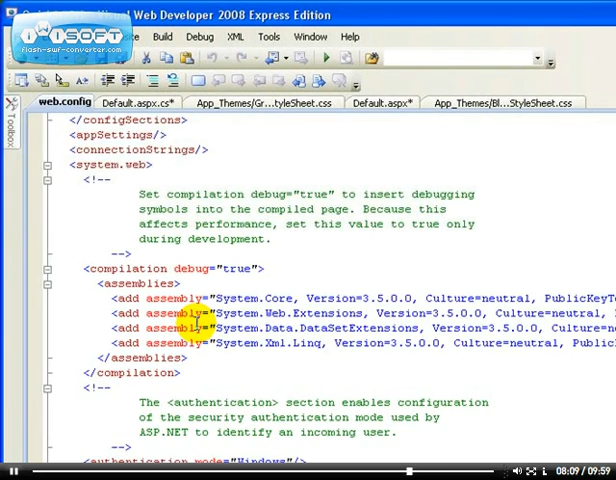 Visual Web Developer 2008 Express Edition
iWiSOFT
flash-swf-converter.com
Build Debug XML Tools Window Help
web.config Default.aspx.cs* App_Themes/Gr...tyleSheet.css Default.aspx* App_Themes/Bl...StyleSheet.css
Toolbox
</configSections>
<appSettings/>
<connectionStrings/>
<system.web>
<!--
Set compilation debug="true" to insert debugging
symbols into the compiled page. Because this
affects performance, set this value to true only
during development.
-->
<compilation debug="true">
<assemblies>
<add assembly="System.Core, Version=3.5.0.0, Culture=neutral, PublicKeyT
<add assembly="System.Web.Extensions, Version=3.5.0.0, Culture=neutral,
<add assembly="System.Data.DataSetExtensions, Version=3.5.0.0, Culture=ne
<add assembly="System.Xml.Linq, Version=3.5.0.0, Culture=neutral, Publick
</assemblies>
</compilation>
<!--
The <authentication> section enables configuration
of the security authentication mode used by
ASP.NET to identify an incoming user.
-->
<authentication mode="Windows"/>
08:09 / 09:59